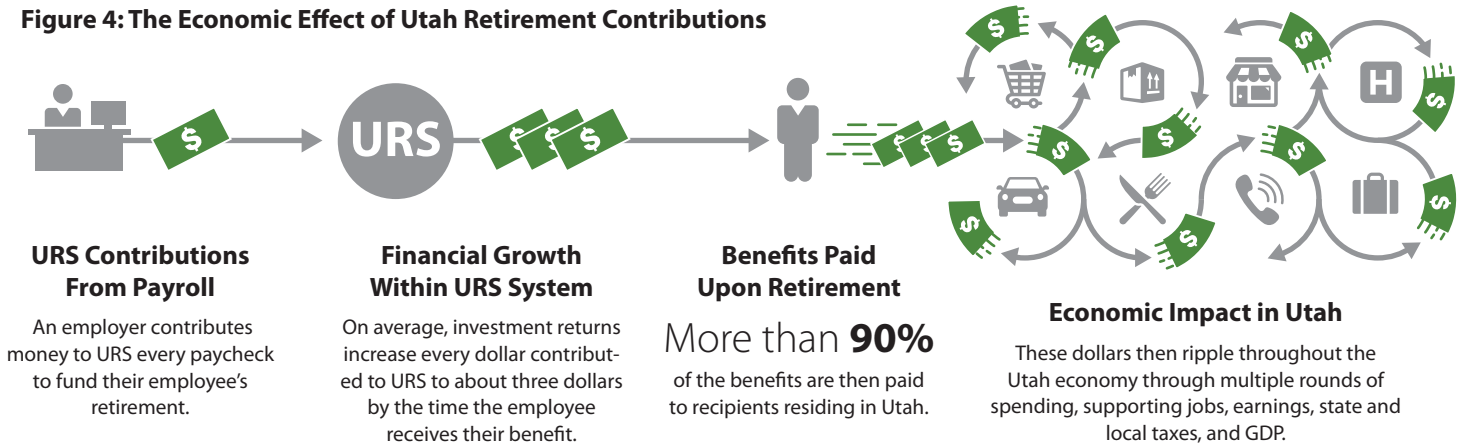 Figure 4: The Economic Effect of Utah Retirement Contributions
$
URS
$ $ $
$ $ $
$ $ $ $ $ $ $ $ $ $ $
H
URS Contributions
From Payroll
An employer contributes
money to URS every paycheck
to fund their employee's
retirement.
Financial Growth
Within URS System
On average, investment returns
increase every dollar contribut-
ed to URS to about three dollars
by the time the employee
receives their benefit.
Benefits Paid
Upon Retirement
More than 90%
of the benefits are then paid
to recipients residing in Utah.
Economic Impact in Utah
These dollars then ripple throughout the
Utah economy through multiple rounds of
spending, supporting jobs, earnings, state and
local taxes, and GDP.